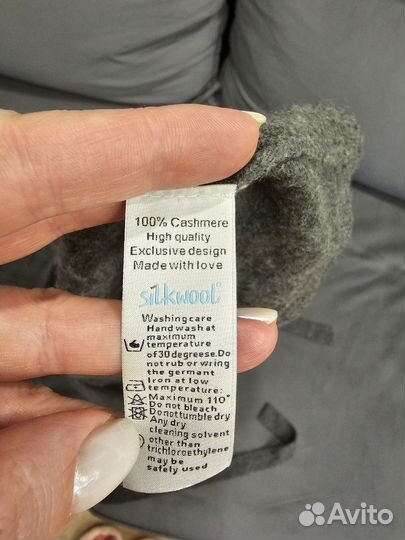 100% Cashmere
High quality
Exclusive design
Made with love
silkwool®
Washing care
Hand wash at
maximum
temperature
of 30 degreese. Do
not rub or wring
the germant
Iron at low
temperature:
Maximum 110°
Do not bleach
Do not tumble dry
Any dry
cleaning solvent
other than
trichloroethylene
may be
safely used
Avito